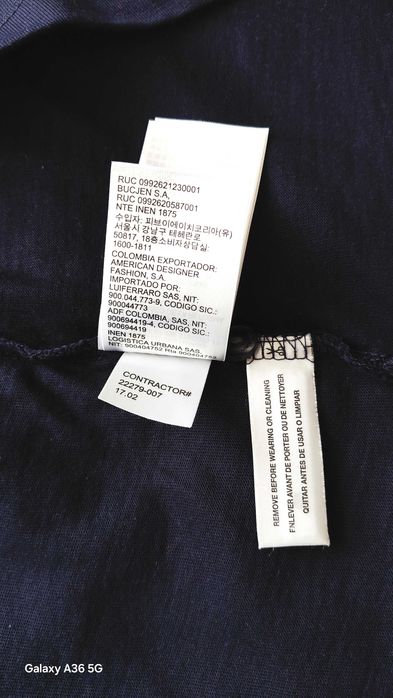 RUC 0992621230001
BUCJEN S.A,
RUC 0992620587001
NTE INEN 1875
수입자: 피브이에이치코리아(유)
서울시 강남구 테헤란로
50817, 18층소비자상담실:
1600-1811
COLOMBIA EXPORTADOR:
AMERICAN DESIGNER
FASHION, S.A.
IMPORTADO POR:
LUIFERRARO SAS, NIT:
900.044.773-9, CODIGO SIC.:
900044773
ADF COLOMBIA SAS, NIT:
900694419-4, CODIGO SIC.:
900694419
INEN 1875
LOGISTICA URBANA SAS,
NIT: 900404752 Rta 900404752
CONTRACTOR#
22279-007
17.02
REMOVE BEFORE WEARING OR CLEANING
ENLEVER AVANT DE PORTER OU DE NETTOYER
QUITAR ANTES DE USAR O LIMPIAR
Galaxy A36 5G